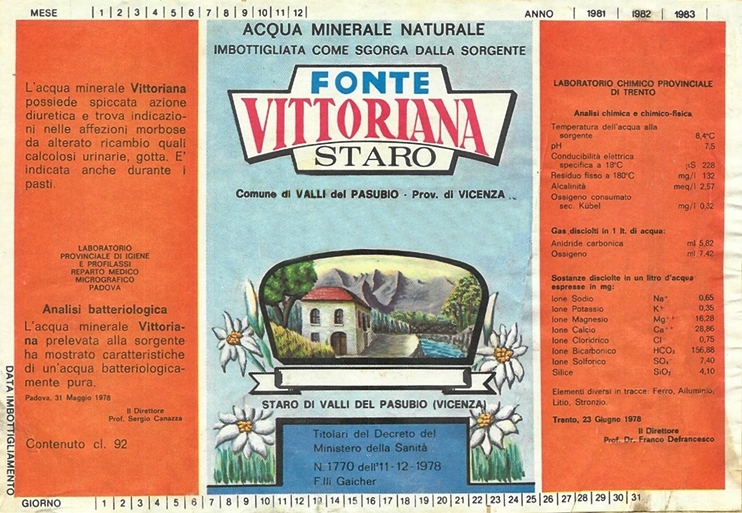 MESE 1 2 3 4 5 6 7 8 9 10 11 12
ANNO 1981 1982 1983
L'acqua minerale Vittoriana
possiede spiccata azione
diuretica e trova indicazio-
ni nelle affezioni morbose
da alterato ricambio quali
calcolosi urinarie, gotta. E'
indicata anche durante i
pasti.
LABORATORIO
PROVINCIALE DI IGIENE
E PROFILASSI
REPARTO MEDICO
MICROGRAFICO
PADOVA
Analisi batteriologica
L'acqua minerale Vittoria-
na prelevata alla sorgente
ha mostrato caratteristiche
di un'acqua batteriologica-
mente pura.
Padova, 31 Maggio 1978
Il Direttore
Prof. Sergio Canazza
Contenuto cl. 92
ACQUA MINERALE NATURALE
IMBOTTIGLIATA COME SGORGA DALLA SORGENTE
FONTE
VITTORIANA
STARO
Comune di VALLI del PASUBIO - Prov. di VICENZA
STARO DI VALLI DEL PASUBIO (VICENZA)
Titolari del Decreto del
Ministero della Sanità
N. 1770 dell'11-12-1978
F.lli Gaicher
LABORATORIO CHIMICO PROVINCIALE
DI TRENTO
Analisi chimica e chimico-fisica
Temperatura dell'acqua alla
sorgente 8,4°C
pH 7,5
Conducibilità elettrica
specifica a 18°C µS 228
Residuo fisso a 180°C mg/l 132
Alcalinità meq/l 2,57
Ossigeno consumato
sec. Kübel mg/l 0,32
Gas disciolti in 1 lt. di acqua:
Anidride carbonica ml 5,82
Ossigeno ml 7,42
Sostanze disciolte in un litro d'acqua
espresse in mg:
Ione Sodio Na⁺ 0,65
Ione Potassio K⁺ 0,35
Ione Magnesio Mg⁺⁺ 16,28
Ione Calcio Ca⁺⁺ 28,86
Ione Cloridrico Cl⁻ 0,75
Ione Bicarbonico HCO₃⁻ 156,88
Ione Solforico SO₄⁻⁻ 7,40
Silice SiO₂ 4,10
Elementi diversi in tracce: Ferro, Alluminio,
Litio, Stronzio.
Trento, 23 Giugno 1978
Il Direttore
Prof. Dr. Franco Defrancesco
DATA IMBOTTIGLIAMENTO
GIORNO 1 2 3 4 5 6 7 8 9 10 11 12 13 14 15 16 17 18 19 20 21 22 23 24 25 26 27 28 29 30 31